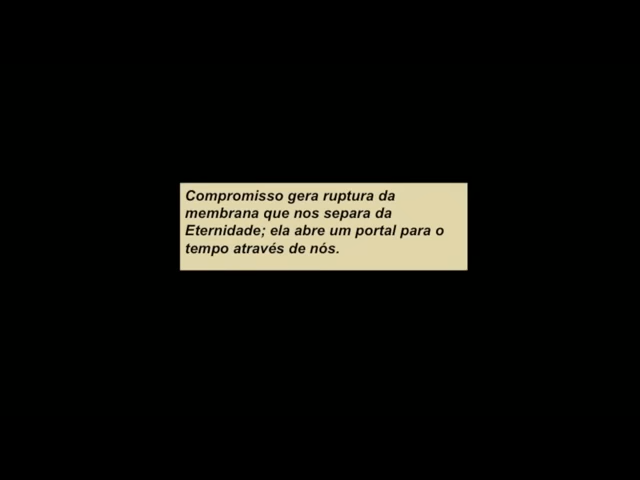 Compromisso gera ruptura da
membrana que nos separa da
Eternidade; ela abre um portal para o
tempo através de nós.